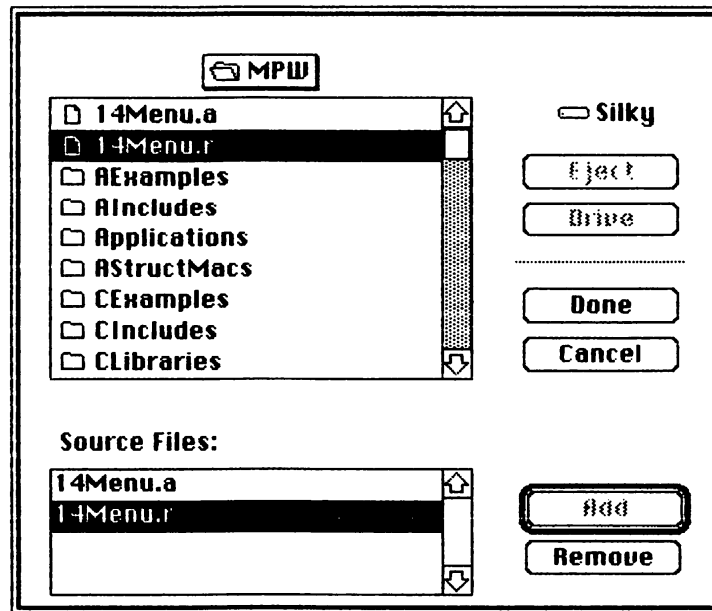 MPW
14Menu.a
14Menu.r
AExamples
AIncludes
Applications
AStructMacs
CExamples
CIncludes
CLibraries
Silky
Eject
Drive
Done
Cancel
Source Files:
14Menu.a
14Menu.r
Add
Remove